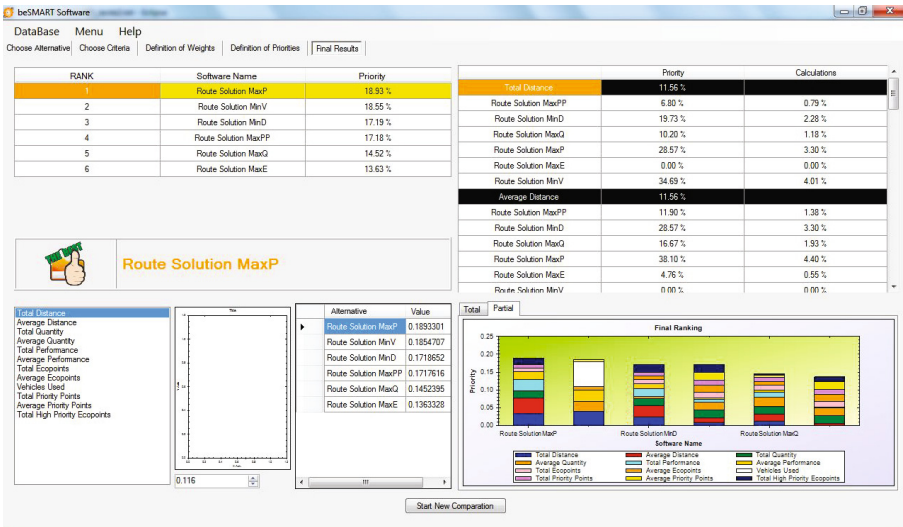 beSMART Software
DataBase Menu Help
Choose Alternative Choose Criteria Definition of Weights Definition of Priorities Final Results
RANK Software Name Priority
1 Route Solution MaxP 18.93 %
2 Route Solution MinV 18.55 %
3 Route Solution MinD 17.19 %
4 Route Solution MaxPP 17.18 %
5 Route Solution MaxQ 14.52 %
6 Route Solution MaxE 13.63 %
Priority Calculations
Total Distance 11.56 %
Route Solution MaxPP 6.80 % 0.79 %
Route Solution MinD 19.73 % 2.28 %
Route Solution MaxQ 10.20 % 1.18 %
Route Solution MaxP 28.57 % 3.30 %
Route Solution MaxE 0.00 % 0.00 %
Route Solution MinV 34.69 % 4.01 %
Average Distance 11.56 %
Route Solution MaxPP 11.90 % 1.38 %
Route Solution MinD 28.57 % 3.30 %
Route Solution MaxQ 16.67 % 1.93 %
Route Solution MaxP 38.10 % 4.40 %
Route Solution MaxE 4.76 % 0.55 %
Route Solution MinV 0.00 % 0.00 %
Route Solution MaxP
Total Distance
Average Distance
Total Quantity
Average Quantity
Total Performance
Average Performance
Total Ecopoints
Average Ecopoints
Vehicles Used
Total Priority Points
Average Priority Points
Total High Priority Ecopoints
Title
0.116
Alternative Value
Route Solution MaxP 0.1893301
Route Solution MinV 0.1854707
Route Solution MinD 0.1718652
Route Solution MaxPP 0.1717616
Route Solution MaxQ 0.1452395
Route Solution MaxE 0.1363328
Total Partial
Final Ranking
Priority
0.25
0.20
0.15
0.10
0.05
0.00
Route Solution MaxP Route Solution MinD Route Solution MaxQ
Software Name
Total Distance Average Distance Total Quantity
Average Quantity Total Performance Average Performance
Total Ecopoints Average Ecopoints Vehicles Used
Total Priority Points Average Priority Points Total High Priority Ecopoints
Start New Comparation